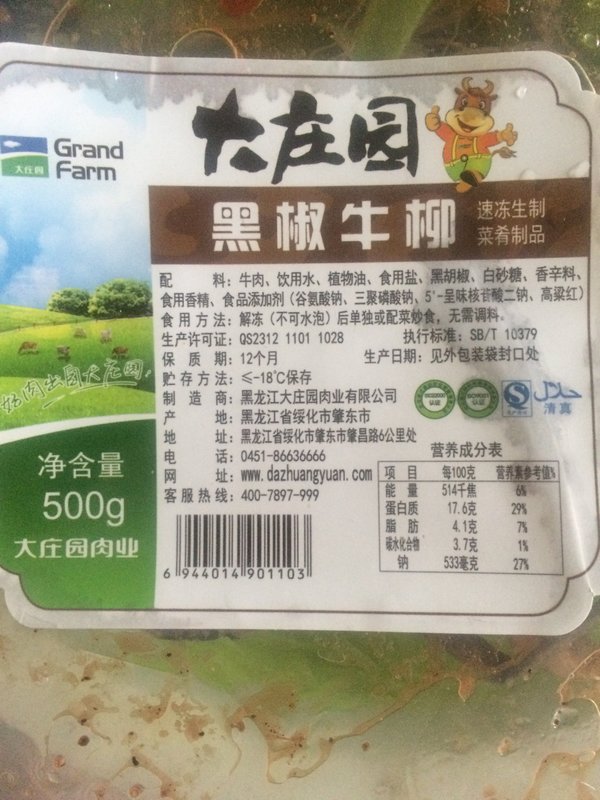 Grand
Farm
大庄园
大庄园
黑椒牛柳
速冻生制
菜肴制品
配 料：牛肉、饮用水、植物油、食用盐、黑胡椒、白砂糖、香辛料、
食用香精、食品添加剂（谷氨酸钠、三聚磷酸钠、5'-呈味核苷酸二钠、高粱红）
食用方法：解冻（不可水泡）后单独或配菜炒食，无需调料。
生产许可证：QS2312 1101 1028 执行标准：SB/T 10379
保 质 期：12个月 生产日期：见外包装袋封口处
贮存方法：≤-18℃保存
制 造 商：黑龙江大庄园肉业有限公司
产 地：黑龙江省绥化市肇东市
地 址：黑龙江省绥化市肇东市肇昌路6公里处
电 话：0451-86636666
网 址：www.dazhuangyuan.com
客服热线：400-7897-999
ISO22000
认证
ISO9001
认证
حلال
清真
好肉出自大庄园
净含量
500g
大庄园肉业
营养成分表
项 目 每100克 营养素参考值%
能 量 514千焦 6%
蛋白质 17.6克 29%
脂 肪 4.1克 7%
碳水化合物 3.7克 1%
钠 533毫克 27%
6 944014 901103